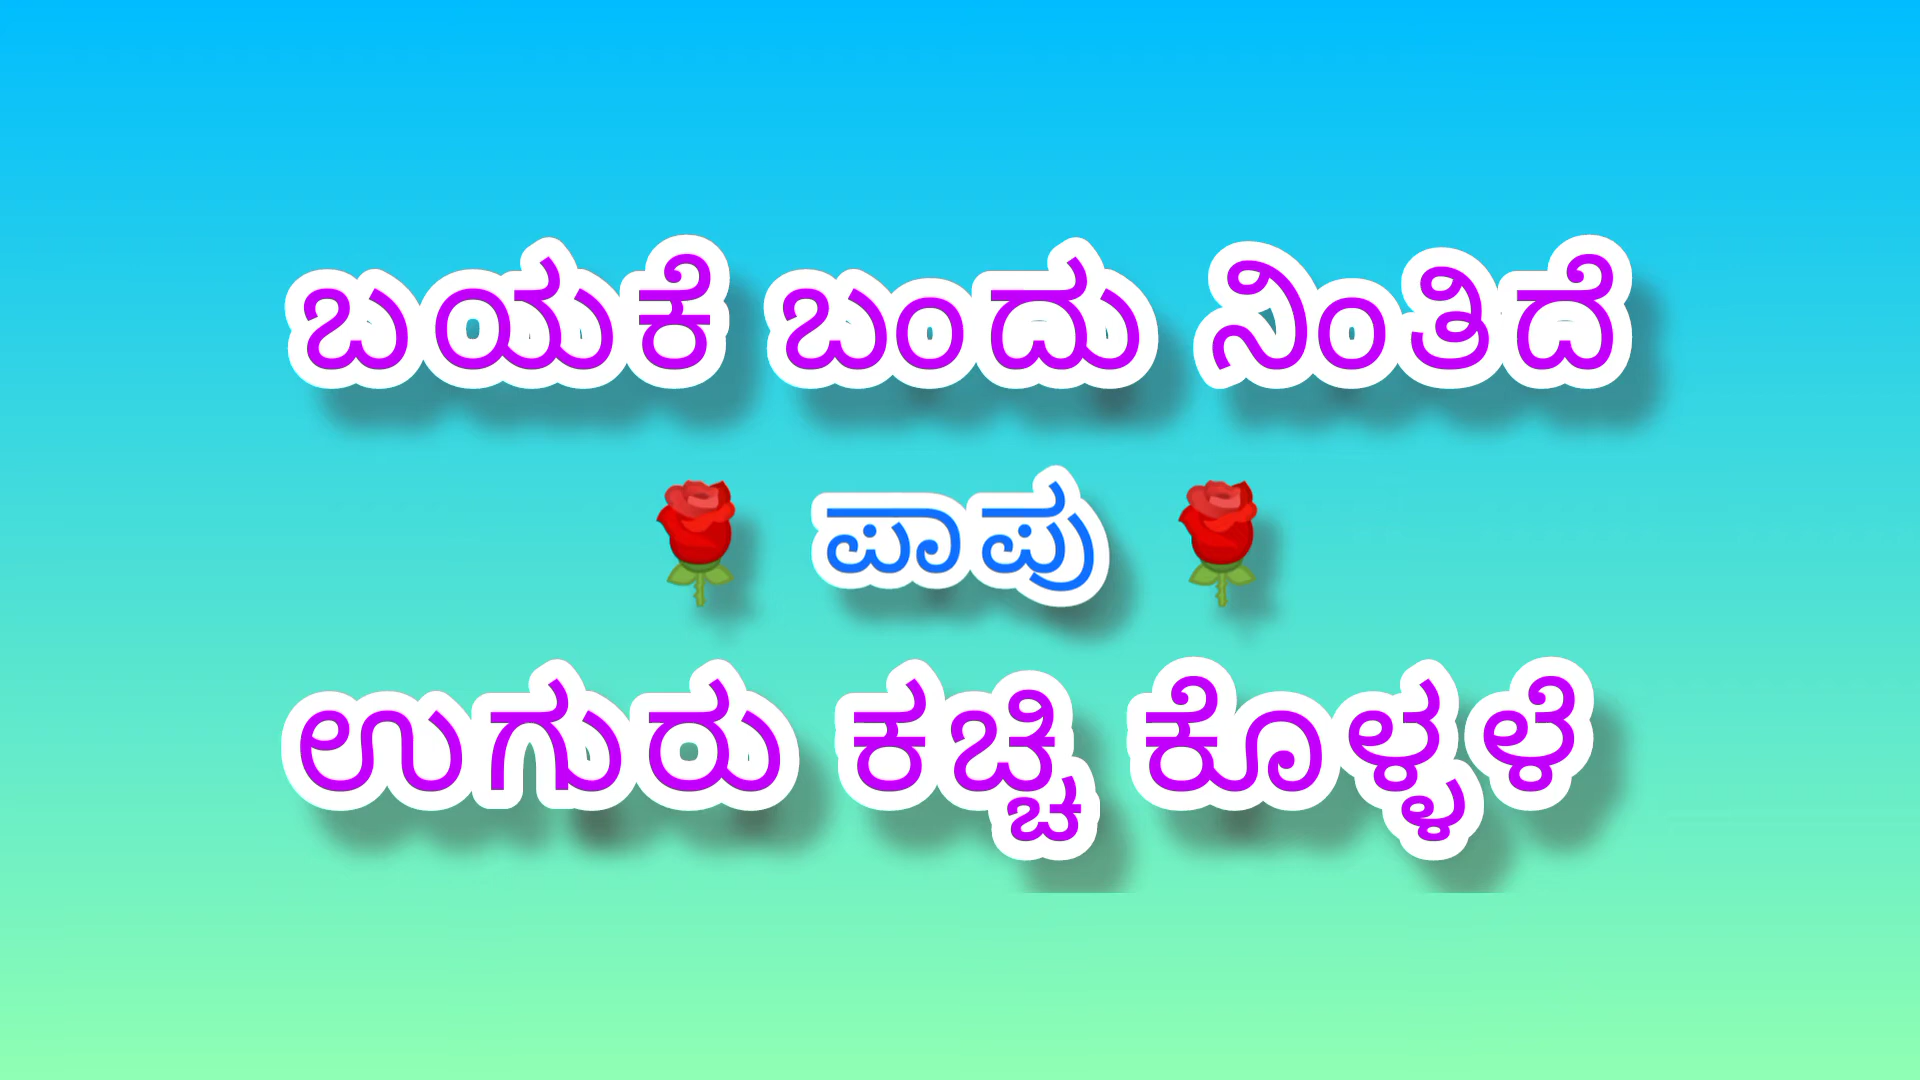 ಬಯಕೆ ಬಂದು ನಿಂತಿದೆ
🌹 ಪಾಪು 🌹
ಉಗುರು ಕಚ್ಚಿ ಕೊಳ್ಳಳೆ